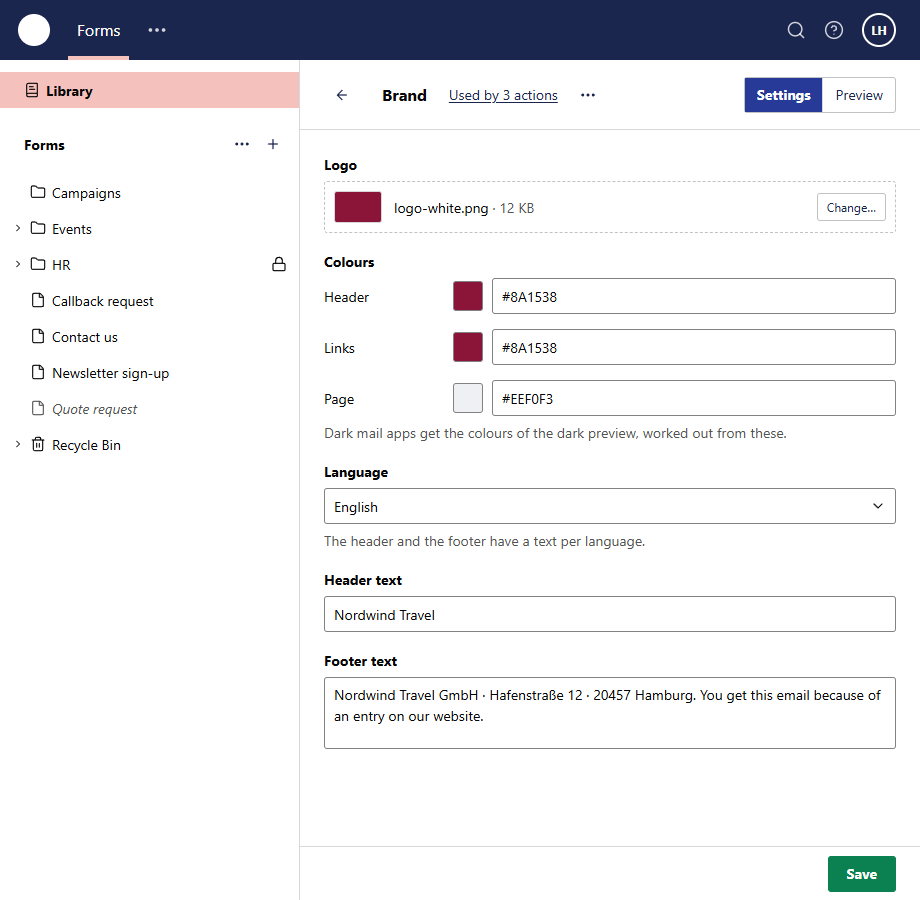 Forms
LH
Library
Forms
Campaigns
Events
HR
Callback request
Contact us
Newsletter sign-up
Quote request
Recycle Bin
Brand
Used by 3 actions
Settings
Preview
Logo
logo-white.png · 12 KB
Change...
Colours
Header
#8A1538
Links
#8A1538
Page
#EEF0F3
Dark mail apps get the colours of the dark preview, worked out from these.
Language
English
The header and the footer have a text per language.
Header text
Nordwind Travel
Footer text
Nordwind Travel GmbH · Hafenstraße 12 · 20457 Hamburg. You get this email because of
an entry on our website.
Save